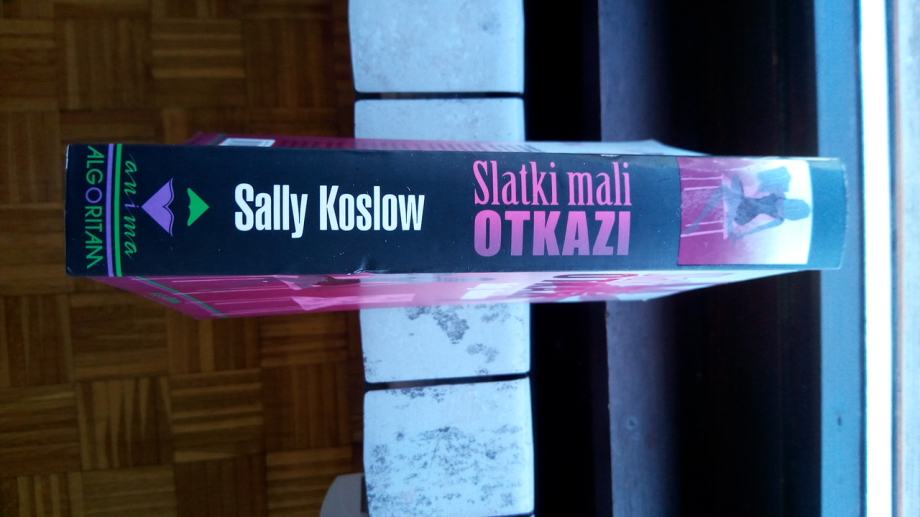 Sally Koslow
Slatki mali
OTKAZI
anima
ALGORITAM